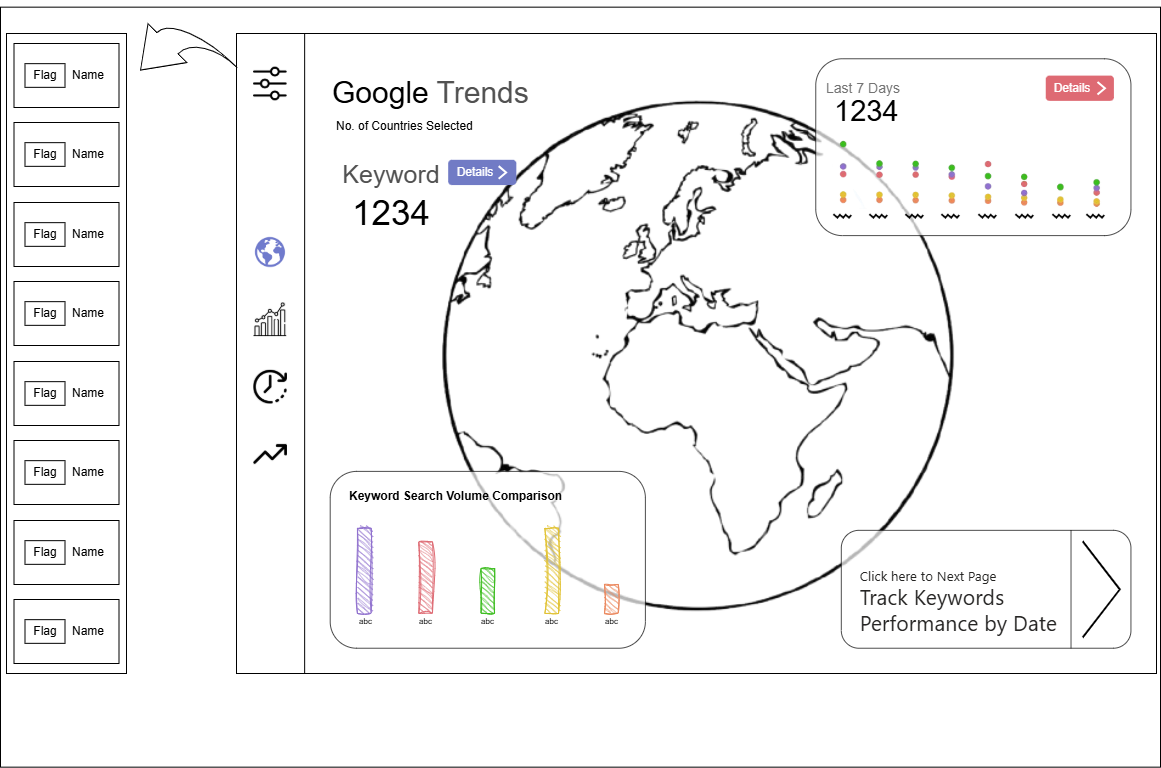 Flag Name
Flag Name
Flag Name
Flag Name
Flag Name
Flag Name
Flag Name
Flag Name
Google Trends
No. of Countries Selected
Keyword Details
1234
Last 7 Days Details
1234
Keyword Search Volume Comparison
abc abc abc abc abc
Click here to Next Page
Track Keywords
Performance by Date